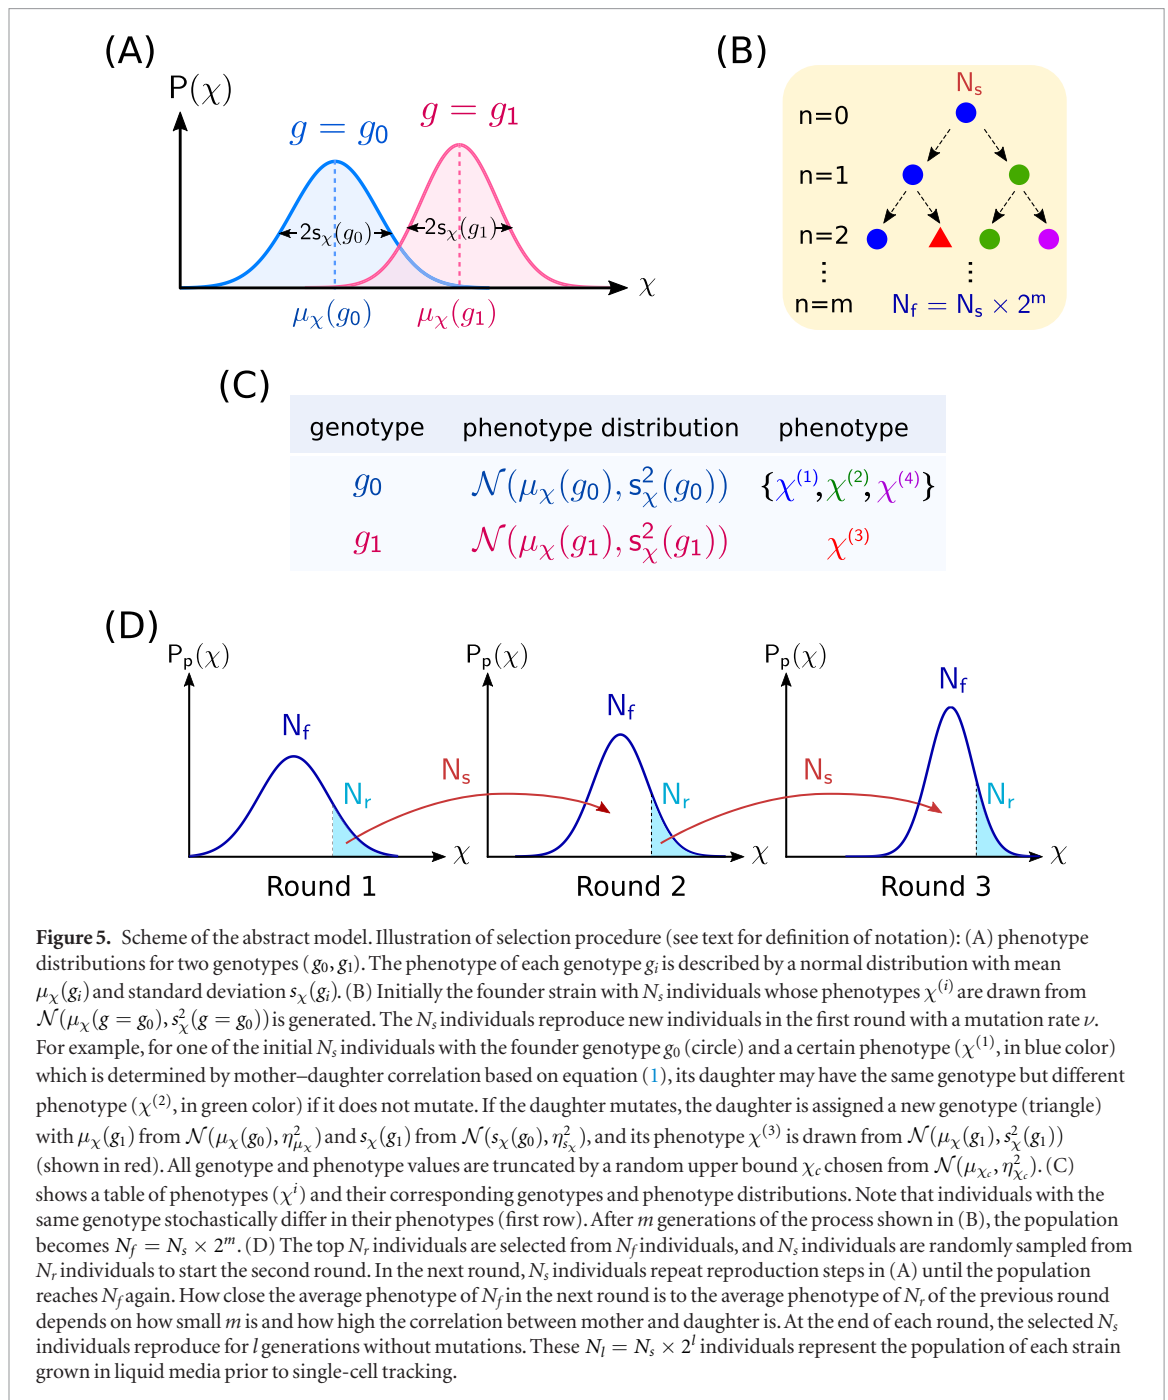 (A)
P(χ)
g = g₀
g = g₁
2s_χ(g₀)
2s_χ(g₁)
χ
μ_χ(g₀)
μ_χ(g₁)
(B)
N_s
n=0
n=1
n=2
⋮ ⋮
n=m N_f = N_s × 2^m
(C)
genotype phenotype distribution phenotype
g₀ 𝒩(μ_χ(g₀), s²_χ(g₀)) {χ⁽¹⁾, χ⁽²⁾, χ⁽⁴⁾}
g₁ 𝒩(μ_χ(g₁), s²_χ(g₁)) χ⁽³⁾
(D)
P_p(χ) P_p(χ) P_p(χ)
N_f N_f N_f
N_s N_s
N_r N_r N_r
χ χ χ
Round 1 Round 2 Round 3
Figure 5. Scheme of the abstract model. Illustration of selection procedure (see text for definition of notation): (A) phenotype
distributions for two genotypes (g₀, g₁). The phenotype of each genotype g_i is described by a normal distribution with mean
μ_χ(g_i) and standard deviation s_χ(g_i). (B) Initially the founder strain with N_s individuals whose phenotypes χ^(i) are drawn from
𝒩(μ_χ(g = g₀), s²_χ(g = g₀)) is generated. The N_s individuals reproduce new individuals in the first round with a mutation rate ν.
For example, for one of the initial N_s individuals with the founder genotype g₀ (circle) and a certain phenotype (χ⁽¹⁾, in blue color)
which is determined by mother–daughter correlation based on equation (1), its daughter may have the same genotype but different
phenotype (χ⁽²⁾, in green color) if it does not mutate. If the daughter mutates, the daughter is assigned a new genotype (triangle)
with μ_χ(g₁) from 𝒩(μ_χ(g₀), η²_{μ_χ}) and s_χ(g₁) from 𝒩(s_χ(g₀), η²_{s_χ}), and its phenotype χ⁽³⁾ is drawn from 𝒩(μ_χ(g₁), s²_χ(g₁))
(shown in red). All genotype and phenotype values are truncated by a random upper bound χ_c chosen from 𝒩(μ_{χ_c}, η²_{χ_c}). (C)
shows a table of phenotypes (χ^i) and their corresponding genotypes and phenotype distributions. Note that individuals with the
same genotype stochastically differ in their phenotypes (first row). After m generations of the process shown in (B), the population
becomes N_f = N_s × 2^m. (D) The top N_r individuals are selected from N_f individuals, and N_s individuals are randomly sampled from
N_r individuals to start the second round. In the next round, N_s individuals repeat reproduction steps in (A) until the population
reaches N_f again. How close the average phenotype of N_f in the next round is to the average phenotype of N_r of the previous round
depends on how small m is and how high the correlation between mother and daughter is. At the end of each round, the selected N_s
individuals reproduce for l generations without mutations. These N_l = N_s × 2^l individuals represent the population of each strain
grown in liquid media prior to single-cell tracking.